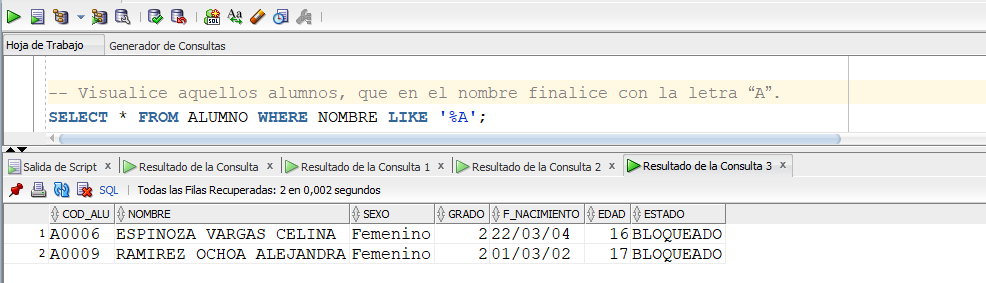 Hoja de Trabajo Generador de Consultas
-- Visualice aquellos alumnos, que en el nombre finalice con la letra “A”.
SELECT * FROM ALUMNO WHERE NOMBRE LIKE '%A';
Salida de Script x Resultado de la Consulta x Resultado de la Consulta 1 x Resultado de la Consulta 2 x Resultado de la Consulta 3 x
SQL | Todas las Filas Recuperadas: 2 en 0,002 segundos
COD_ALU NOMBRE SEXO GRADO F_NACIMIENTO EDAD ESTADO
1 A0006 ESPINOZA VARGAS CELINA Femenino 2 22/03/04 16 BLOQUEADO
2 A0009 RAMIREZ OCHOA ALEJANDRA Femenino 2 01/03/02 17 BLOQUEADO